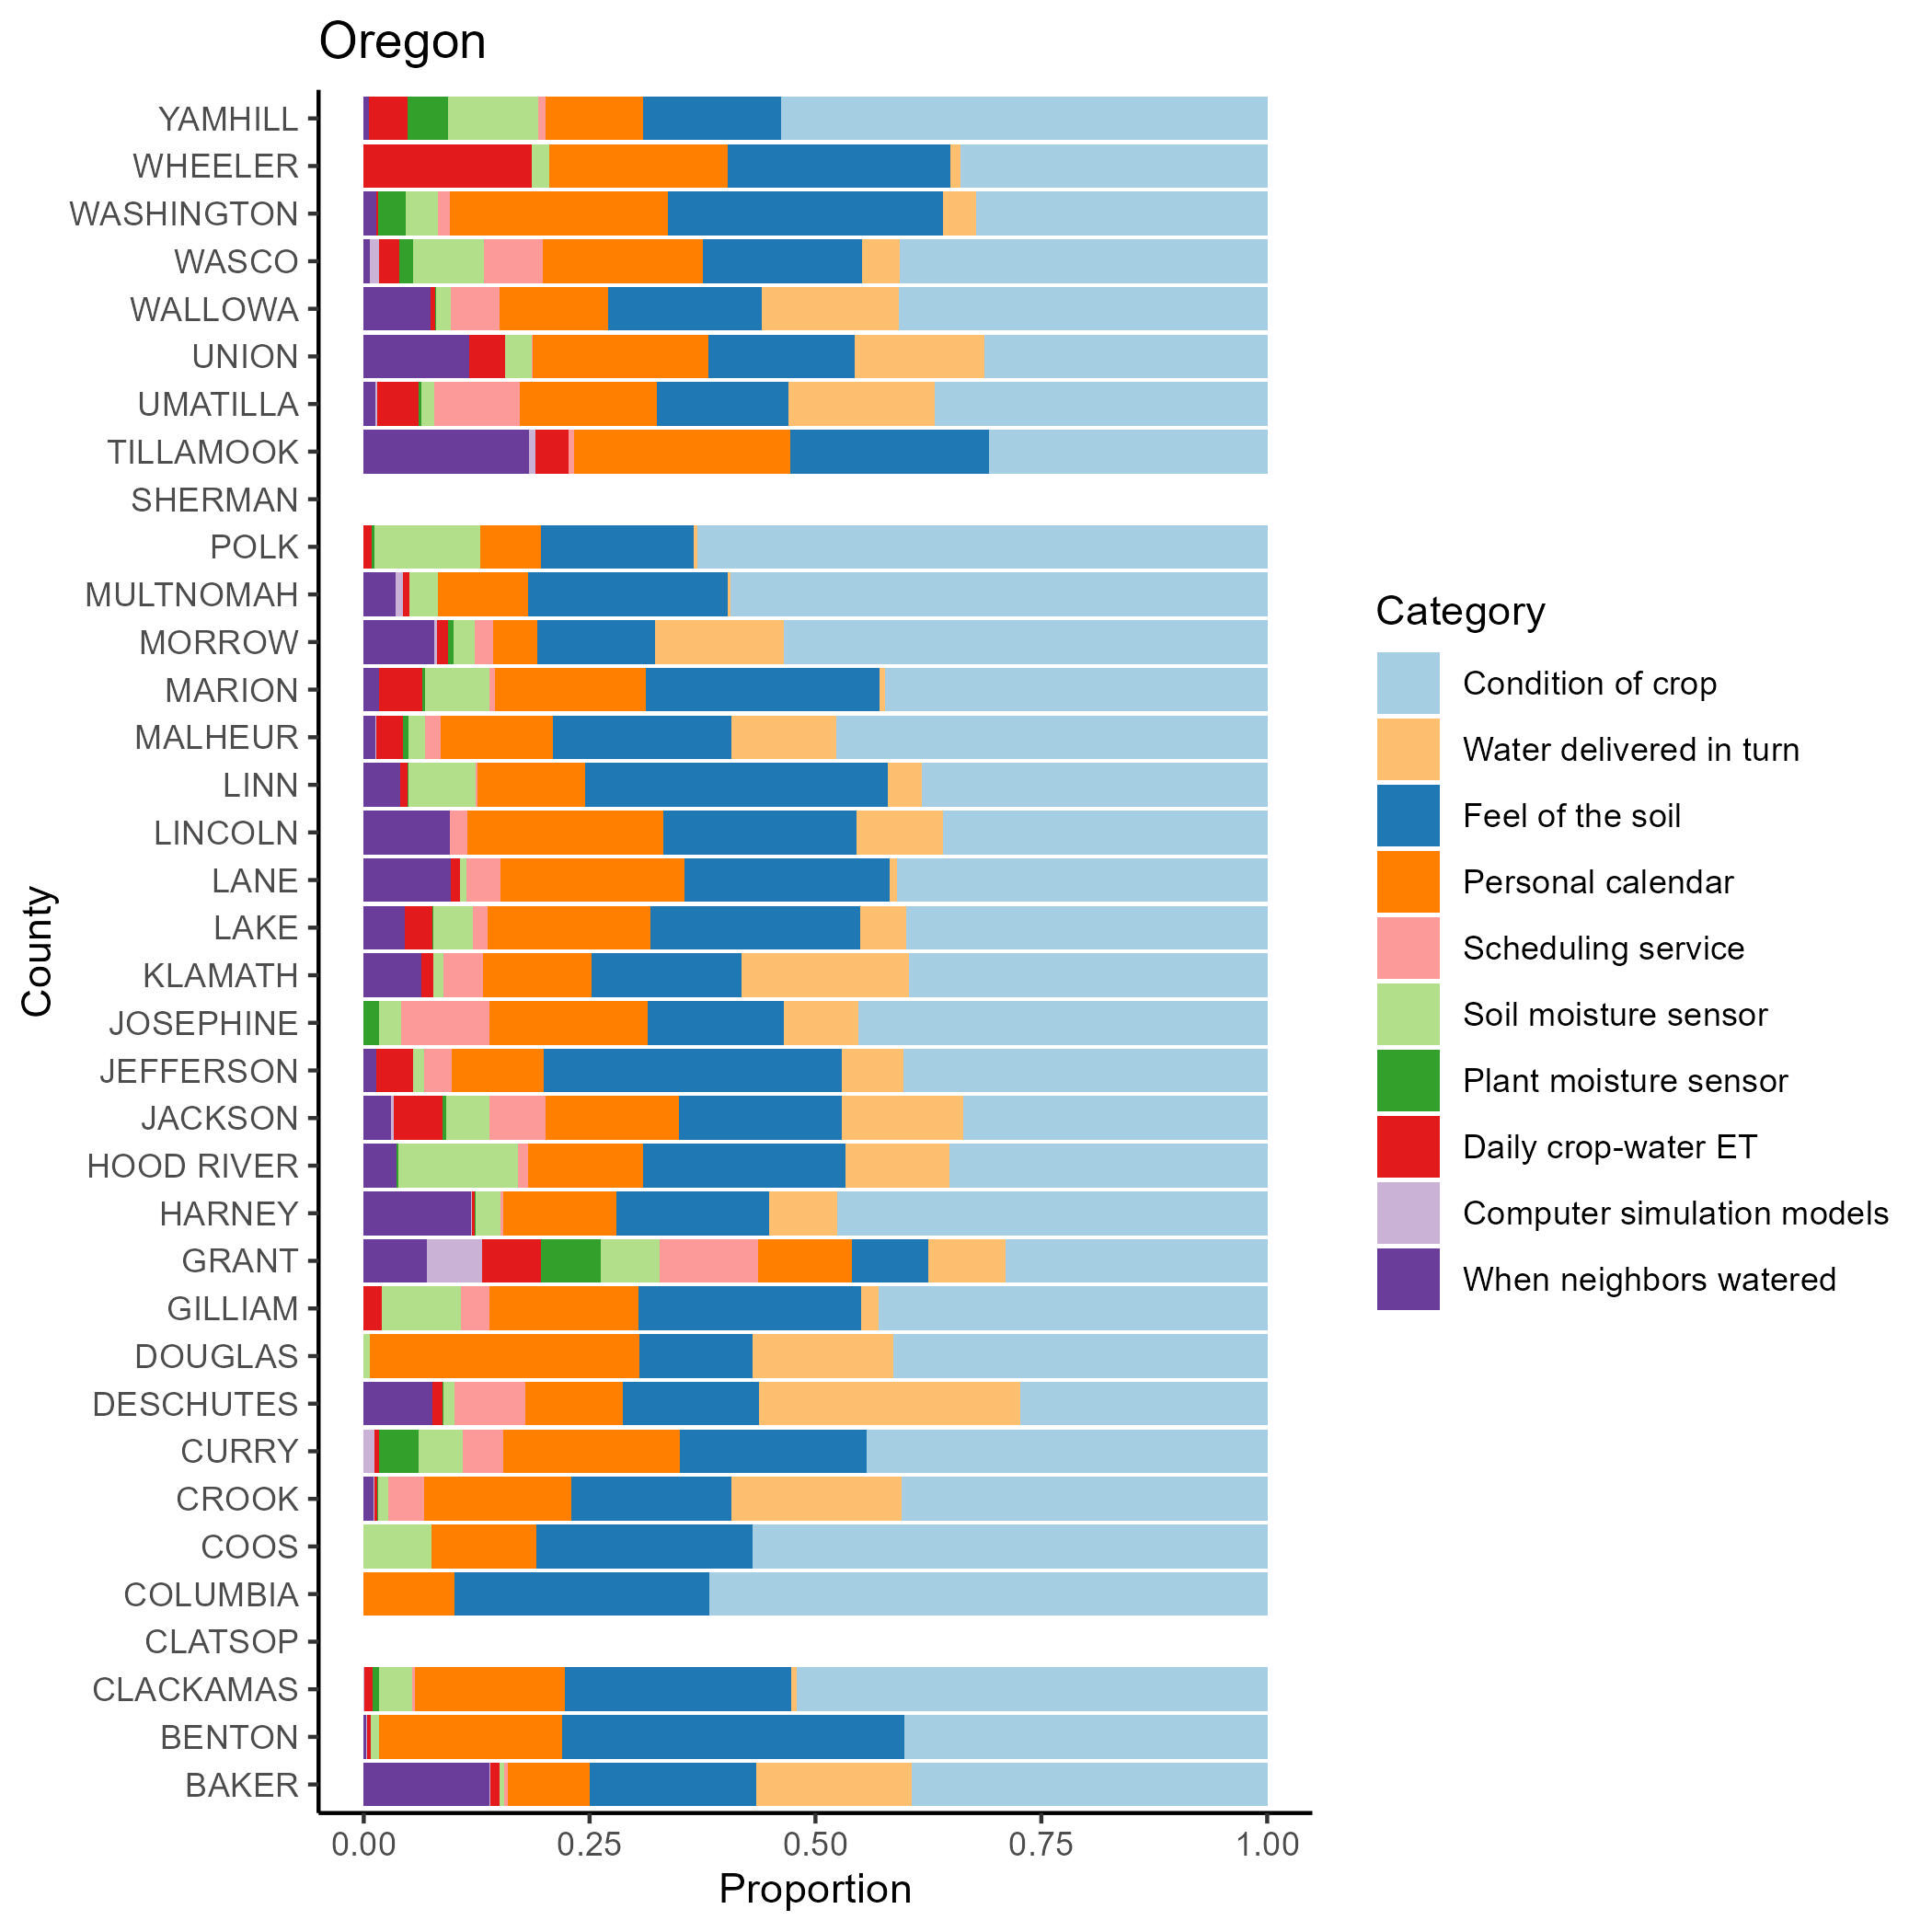 Oregon
YAMHILL
WHEELER
WASHINGTON
WASCO
WALLOWA
UNION
UMATILLA
TILLAMOOK
SHERMAN
POLK
MULTNOMAH
MORROW
MARION
MALHEUR
LINN
LINCOLN
LANE
LAKE
KLAMATH
JOSEPHINE
JEFFERSON
JACKSON
HOOD RIVER
HARNEY
GRANT
GILLIAM
DOUGLAS
DESCHUTES
CURRY
CROOK
COOS
COLUMBIA
CLATSOP
CLACKAMAS
BENTON
BAKER
County
0.00 0.25 0.50 0.75 1.00
Proportion
Category
Condition of crop
Water delivered in turn
Feel of the soil
Personal calendar
Scheduling service
Soil moisture sensor
Plant moisture sensor
Daily crop-water ET
Computer simulation models
When neighbors watered